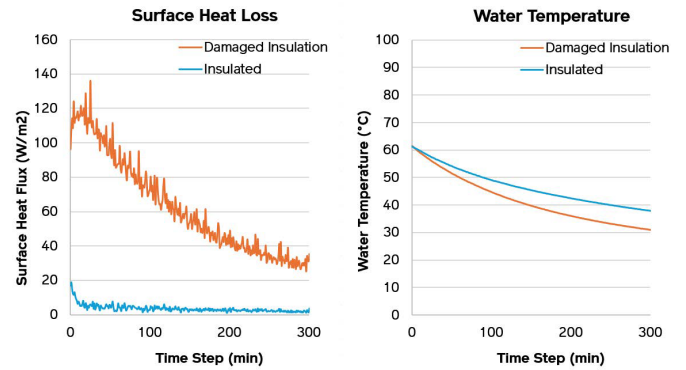 Surface Heat Loss
Damaged Insulation
Insulated
Surface Heat Flux (W/m2)
160
140
120
100
80
60
40
20
0
0 100 200 300
Time Step (min)
Water Temperature
Damaged Insulation
Insulated
Water Temperature (°C)
100
90
80
70
60
50
40
30
20
10
0
0 100 200 300
Time Step (min)